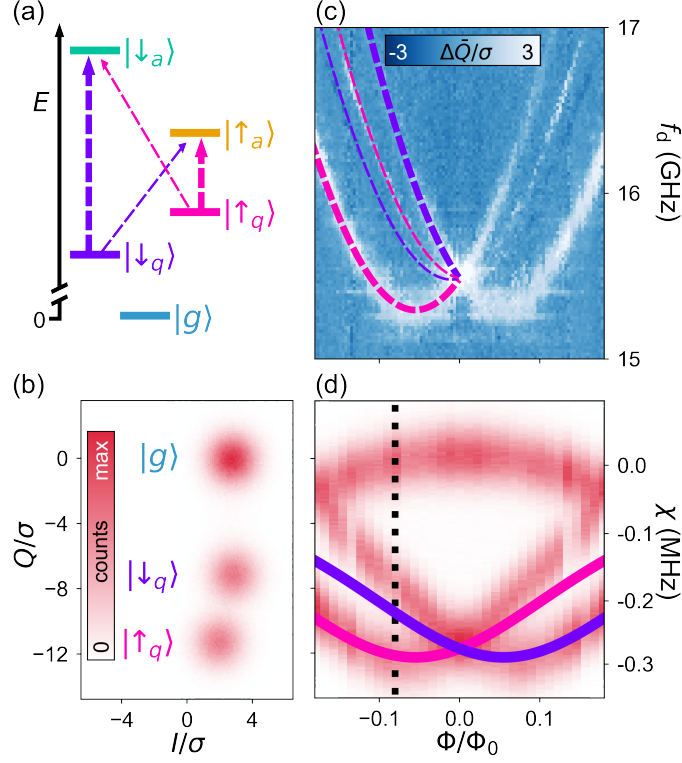 (a)
E
0
|↓a⟩
|↑a⟩
|↑q⟩
|↓q⟩
|g⟩
(b)
Q/σ
0
-4
-8
-12
max
counts
0
|g⟩
|↓q⟩
|↑q⟩
-4 0 4
I/σ
(c)
-3 ΔQ̄/σ 3
17
16
15
fd (GHz)
(d)
0.0
-0.1
-0.2
-0.3
χ (MHz)
-0.1 0.0 0.1
Φ/Φ0